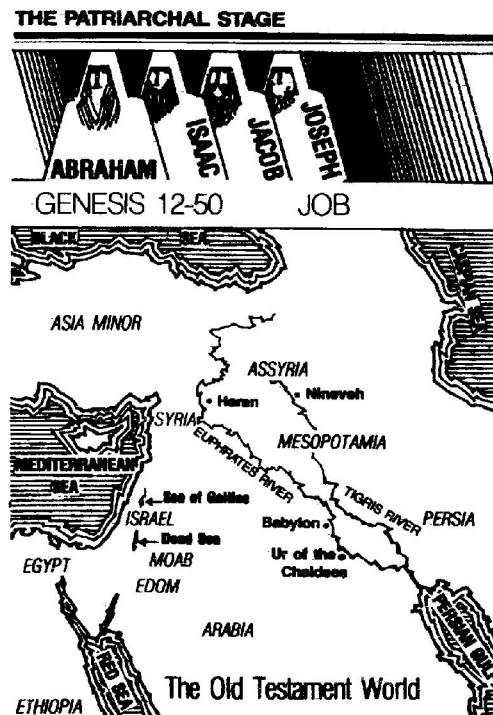 THE PATRIARCHAL STAGE
ABRAHAM
ISAAC
JACOB
JOSEPH
GENESIS 12-50 JOB
BLACK SEA
CASPIAN SEA
ASIA MINOR
ASSYRIA
Haran
Nineveh
SYRIA
MESOPOTAMIA
EUPHRATES RIVER
MEDITERRANEAN
SEA
TIGRIS RIVER
Sea of Galilee
ISRAEL
Babylon
PERSIA
Dead Sea
MOAB
Ur of the
Chaldees
EGYPT
EDOM
ARABIA
PERSIAN GULF
RED SEA
The Old Testament World
ETHIOPIA